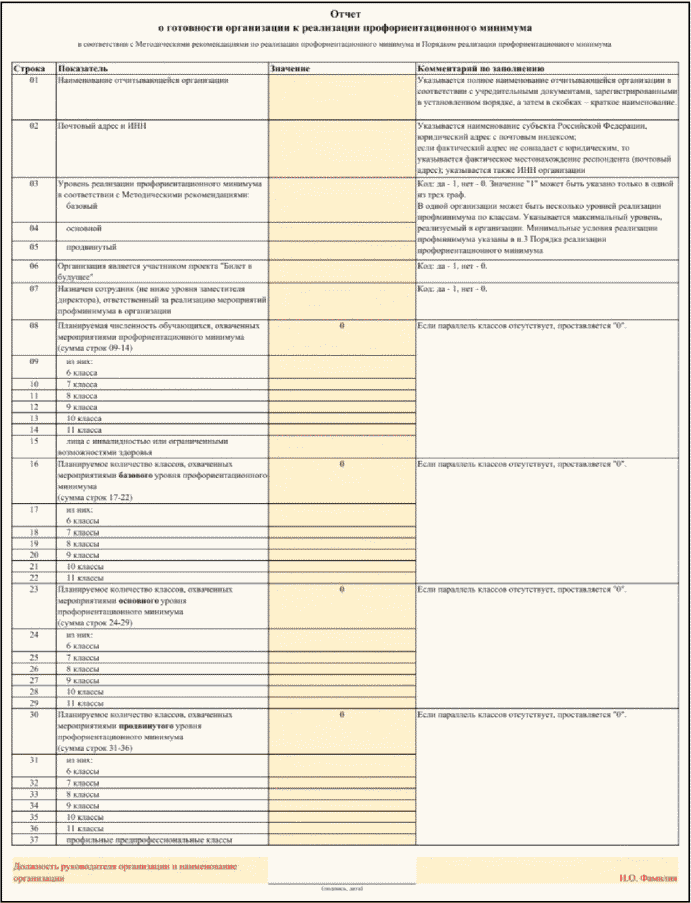 Отчет
о готовности организации к реализации профориентационного минимума
в соответствии с Методическими рекомендациями по реализации профориентационного минимума и Порядком реализации профориентационного минимума
Строка Показатель Значение Комментарий по заполнению
01 Наименование отчитывающейся организации Указывается полное наименование отчитывающейся организации в
соответствии с учредительными документами, зарегистрированными
в установленном порядке, а затем в скобках – краткое наименование.
02 Почтовый адрес и ИНН Указывается наименование субъекта Российской Федерации,
юридический адрес с почтовым индексом;
если фактический адрес не совпадает с юридическим, то
указывается фактическое местонахождение респондента (почтовый
адрес); указывается также ИНН организации
03 Уровень реализации профориентационного минимума Код: да - 1, нет - 0. Значение "1" может быть указано только в одной
в соответствии с Методическими рекомендациями: из трех граф.
базовый В одной организации может быть несколько уровней реализации
профминимума по классам. Указывается максимальный уровень,
04 основной реализуемый в организации. Минимальные условия реализации
профминимума указаны в п.3 Порядка реализации
05 продвинутый профориентационного минимума
06 Организация является участником проекта "Билет в Код: да - 1, нет - 0.
будущее"
07 Назначен сотрудник (не ниже уровня заместителя Код: да - 1, нет - 0.
директора), ответственный за реализацию мероприятий
профминимума в организации
08 Планируемая численность обучающихся, охваченных 0 Если параллель классов отсутствует, проставляется "0".
мероприятиями профориентационного минимума
(сумма строк 09-14)
09 из них:
6 класса
10 7 класса
11 8 класса
12 9 класса
13 10 класса
14 11 класса
15 лица с инвалидностью или ограниченными
возможностями здоровья
16 Планируемое количество классов, охваченных 0 Если параллель классов отсутствует, проставляется "0".
мероприятиями базового уровня профориентационного
минимума
(сумма строк 17-22)
17 из них:
6 классы
18 7 классы
19 8 классы
20 9 классы
21 10 классы
22 11 классы
23 Планируемое количество классов, охваченных 0 Если параллель классов отсутствует, проставляется "0".
мероприятиями основного уровня
профориентационного минимума
(сумма строк 24-29)
24 из них:
6 классы
25 7 классы
26 8 классы
27 9 классы
28 10 классы
29 11 классы
30 Планируемое количество классов, охваченных 0 Если параллель классов отсутствует, проставляется "0".
мероприятиями продвинутого уровня
профориентационного минимума
(сумма строк 31-36)
31 из них:
6 классы
32 7 классы
33 8 классы
34 9 классы
35 10 классы
36 11 классы
37 профильные предпрофессиональные классы
Должность руководителя организации и наименование
организации И.О. Фамилия
(подпись, дата)